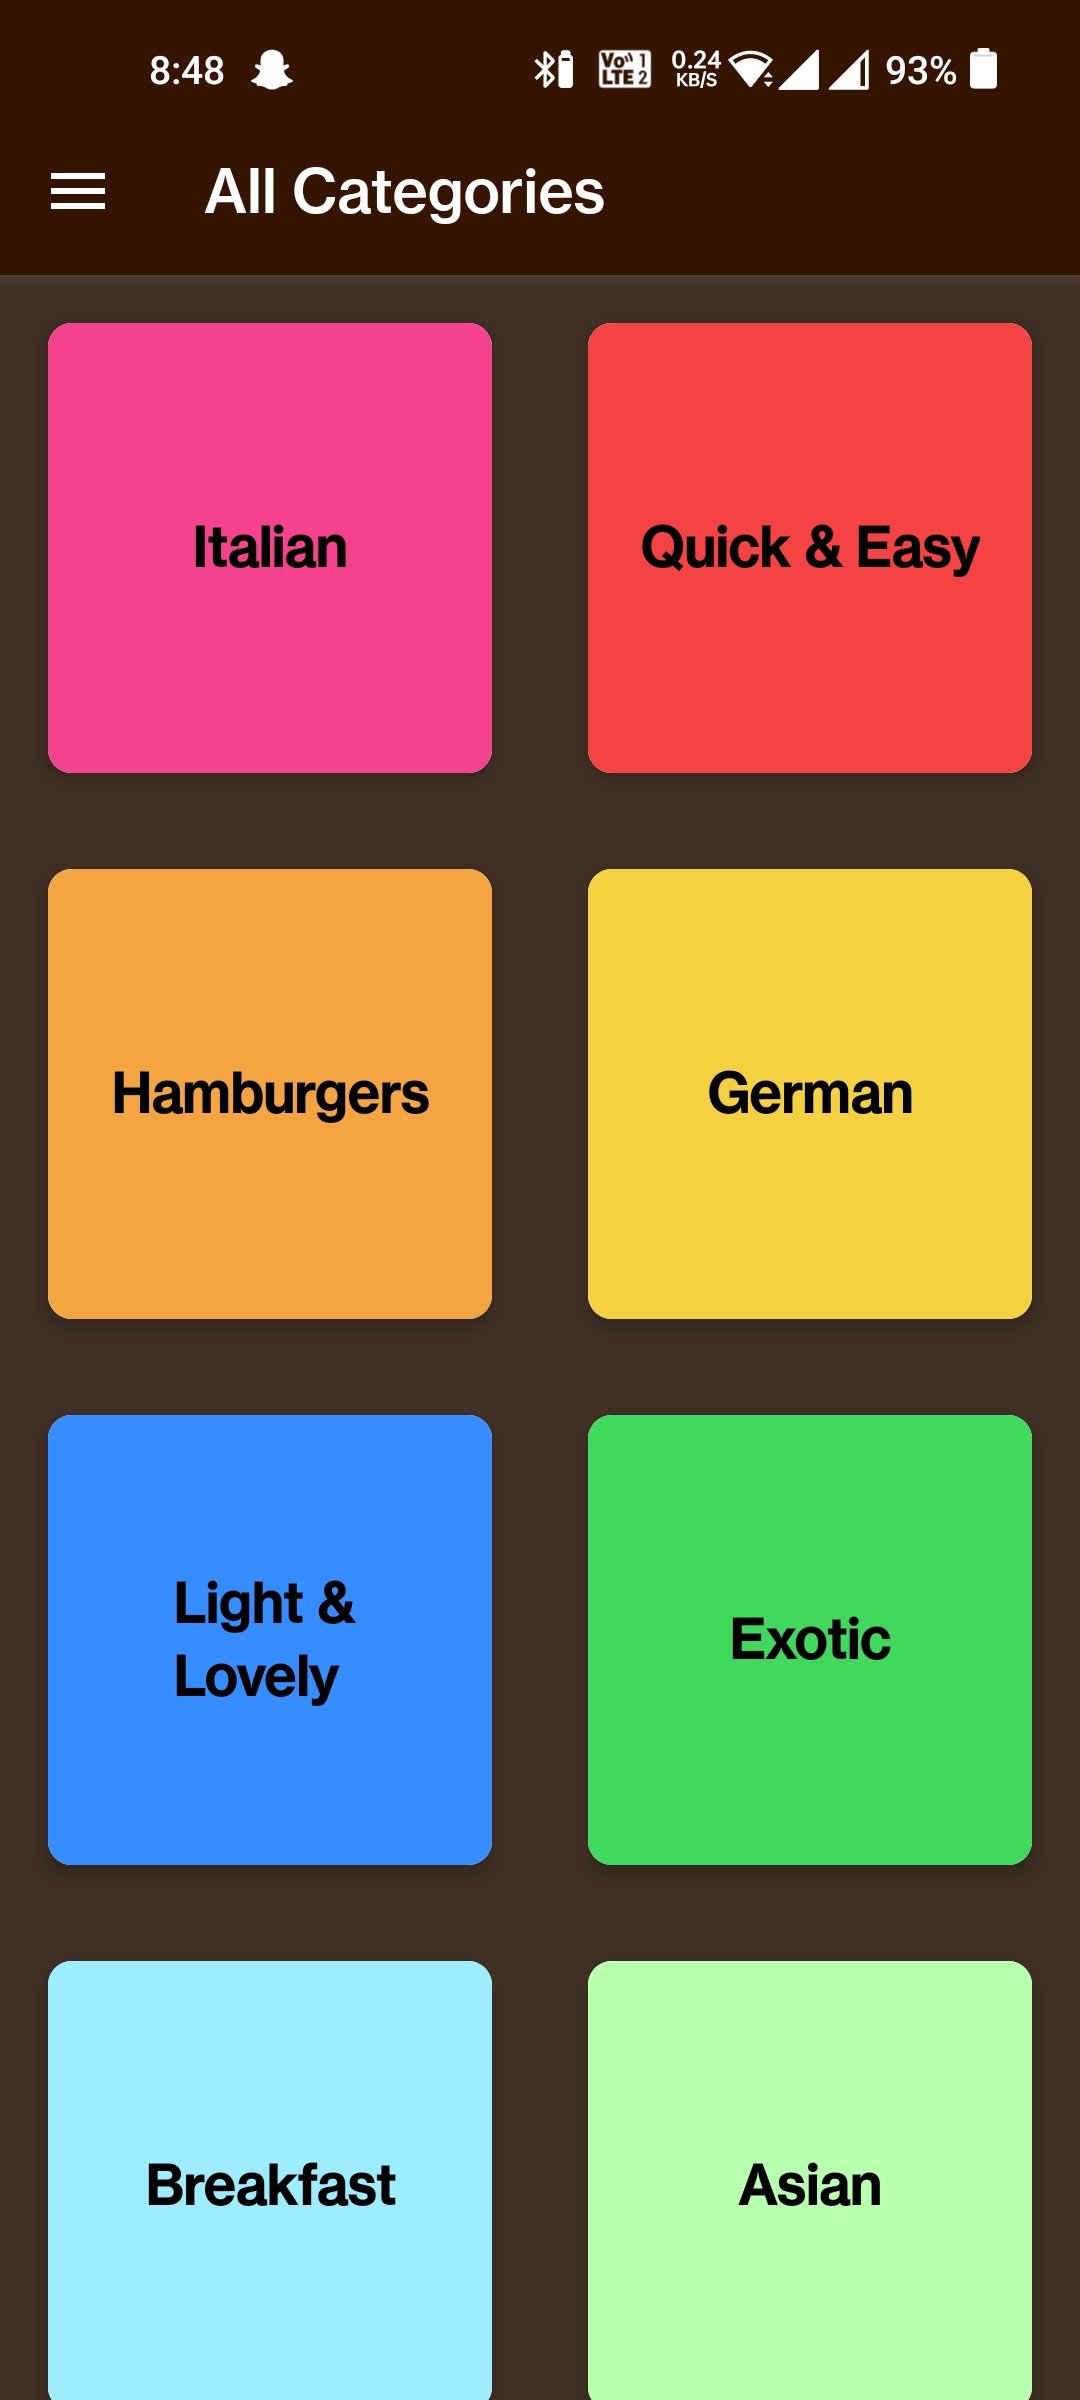 8:48
Vo 1
LTE 2
0.24
KB/S
93%
All Categories
Italian
Quick & Easy
Hamburgers
German
Light &
Lovely
Exotic
Breakfast
Asian